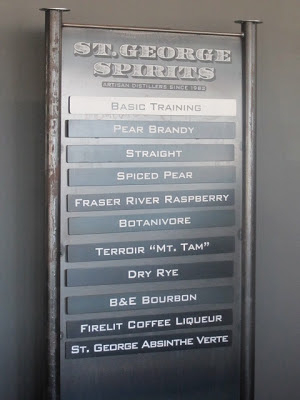 ST. GEORGE
SPIRITS
ARTISAN DISTILLERS SINCE 1982
BASIC TRAINING
PEAR BRANDY
STRAIGHT
SPICED PEAR
FRASER RIVER RASPBERRY
BOTANIVORE
TERROIR "MT. TAM"
DRY RYE
B&E BOURBON
FIRELIT COFFEE LIQUEUR
ST. GEORGE ABSINTHE VERTE